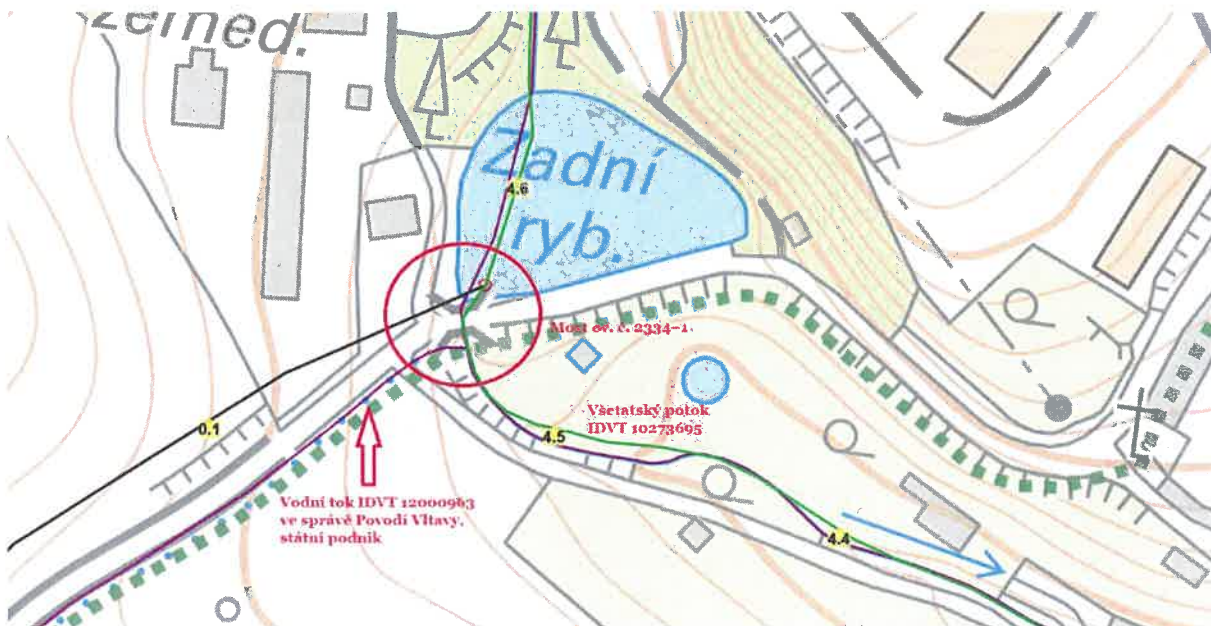 zeměd.
Zadní
ryb.
4.6
Most ev. č. 2334-1
Všetatský potok
IDVT 10273695
0.1
4.5
Vodní tok IDVT 12000963
ve správě Povodí Vltavy,
státní podnik
4.4